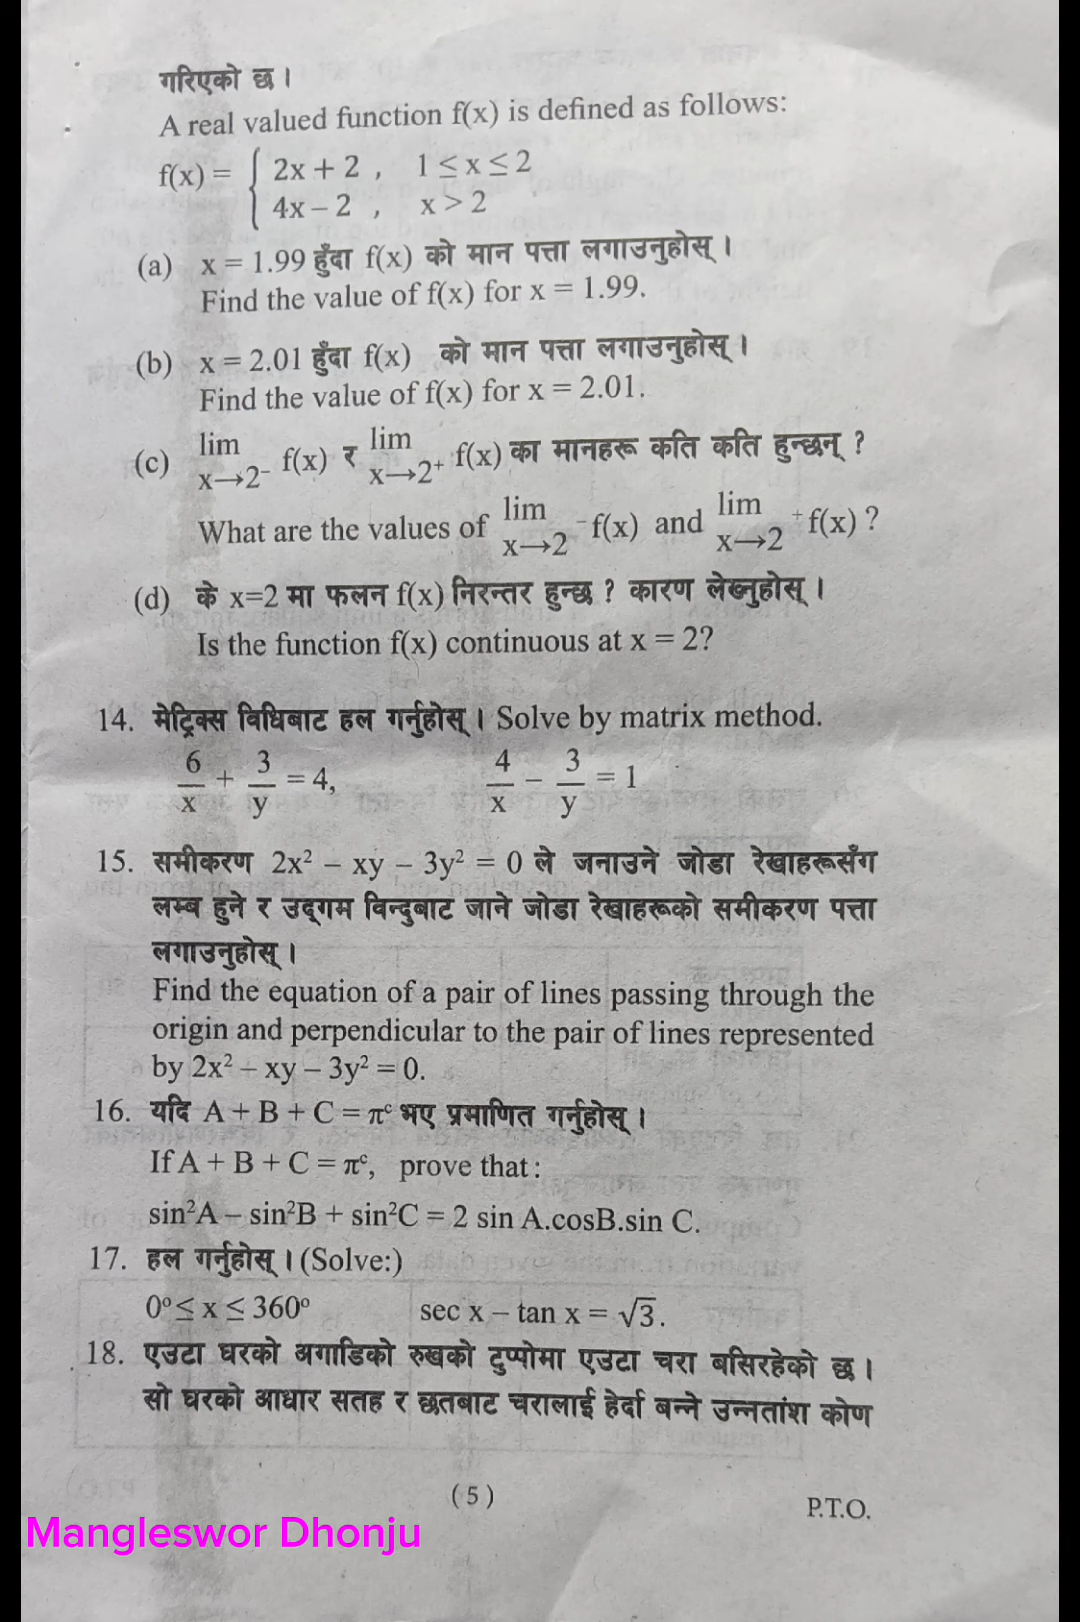 गरिएको छ ।
A real valued function f(x) is defined as follows:
f(x) = { 2x + 2 , 1 ≤ x ≤ 2
4x – 2 , x > 2
(a) x = 1.99 हुँदा f(x) को मान पत्ता लगाउनुहोस् ।
Find the value of f(x) for x = 1.99.
(b) x = 2.01 हुँदा f(x) को मान पत्ता लगाउनुहोस् ।
Find the value of f(x) for x = 2.01.
(c) lim x→2⁻ f(x) र lim x→2⁺ f(x) का मानहरू कति कति हुन्छन् ?
What are the values of lim x→2 ⁻f(x) and lim x→2 ⁺f(x) ?
(d) के x=2 मा फलन f(x) निरन्तर हुन्छ ? कारण लेख्नुहोस् ।
Is the function f(x) continuous at x = 2?
14. मेट्रिक्स विधिबाट हल गर्नुहोस् । Solve by matrix method.
6/x + 3/y = 4, 4/x – 3/y = 1
15. समीकरण 2x² – xy – 3y² = 0 ले जनाउने जोडा रेखाहरूसँग
लम्ब हुने र उद्‌गम विन्दुबाट जाने जोडा रेखाहरूको समीकरण पत्ता
लगाउनुहोस् ।
Find the equation of a pair of lines passing through the
origin and perpendicular to the pair of lines represented
by 2x² – xy – 3y² = 0.
16. यदि A + B + C = πᶜ भए प्रमाणित गर्नुहोस् ।
If A + B + C = πᶜ, prove that :
sin²A – sin²B + sin²C = 2 sin A.cosB.sin C.
17. हल गर्नुहोस् । (Solve:)
0° ≤ x ≤ 360° sec x – tan x = √3.
18. एउटा घरको अगाडिको रुखको टुप्पोमा एउटा चरा बसिरहेको छ ।
सो घरको आधार सतह र छतबाट चरालाई हेर्दा बन्ने उन्नतांश कोण
( 5 )
P.T.O.
Mangleswor Dhonju